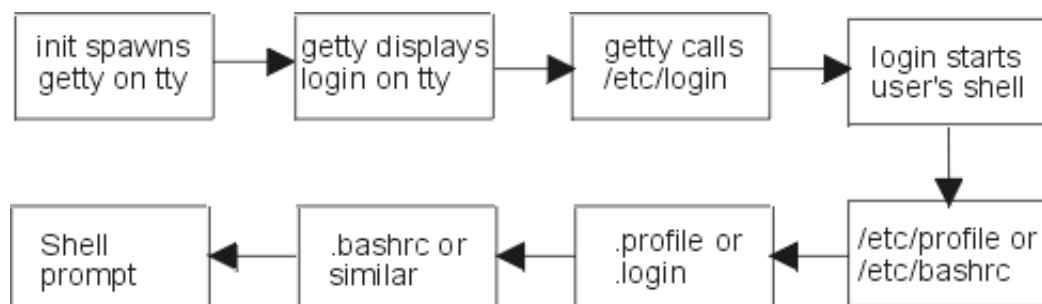 init spawns
getty on tty
getty displays
login on tty
getty calls
/etc/login
login starts
user's shell
/etc/profile or
/etc/bashrc
.profile or
.login
.bashrc or
similar
Shell
prompt